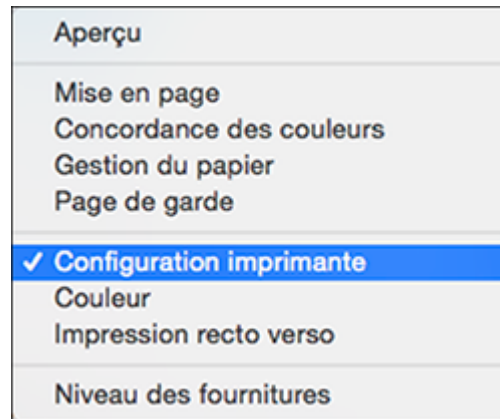 Aperçu
Mise en page
Concordance des couleurs
Gestion du papier
Page de garde
✓ Configuration imprimante
Couleur
Impression recto verso
Niveau des fournitures